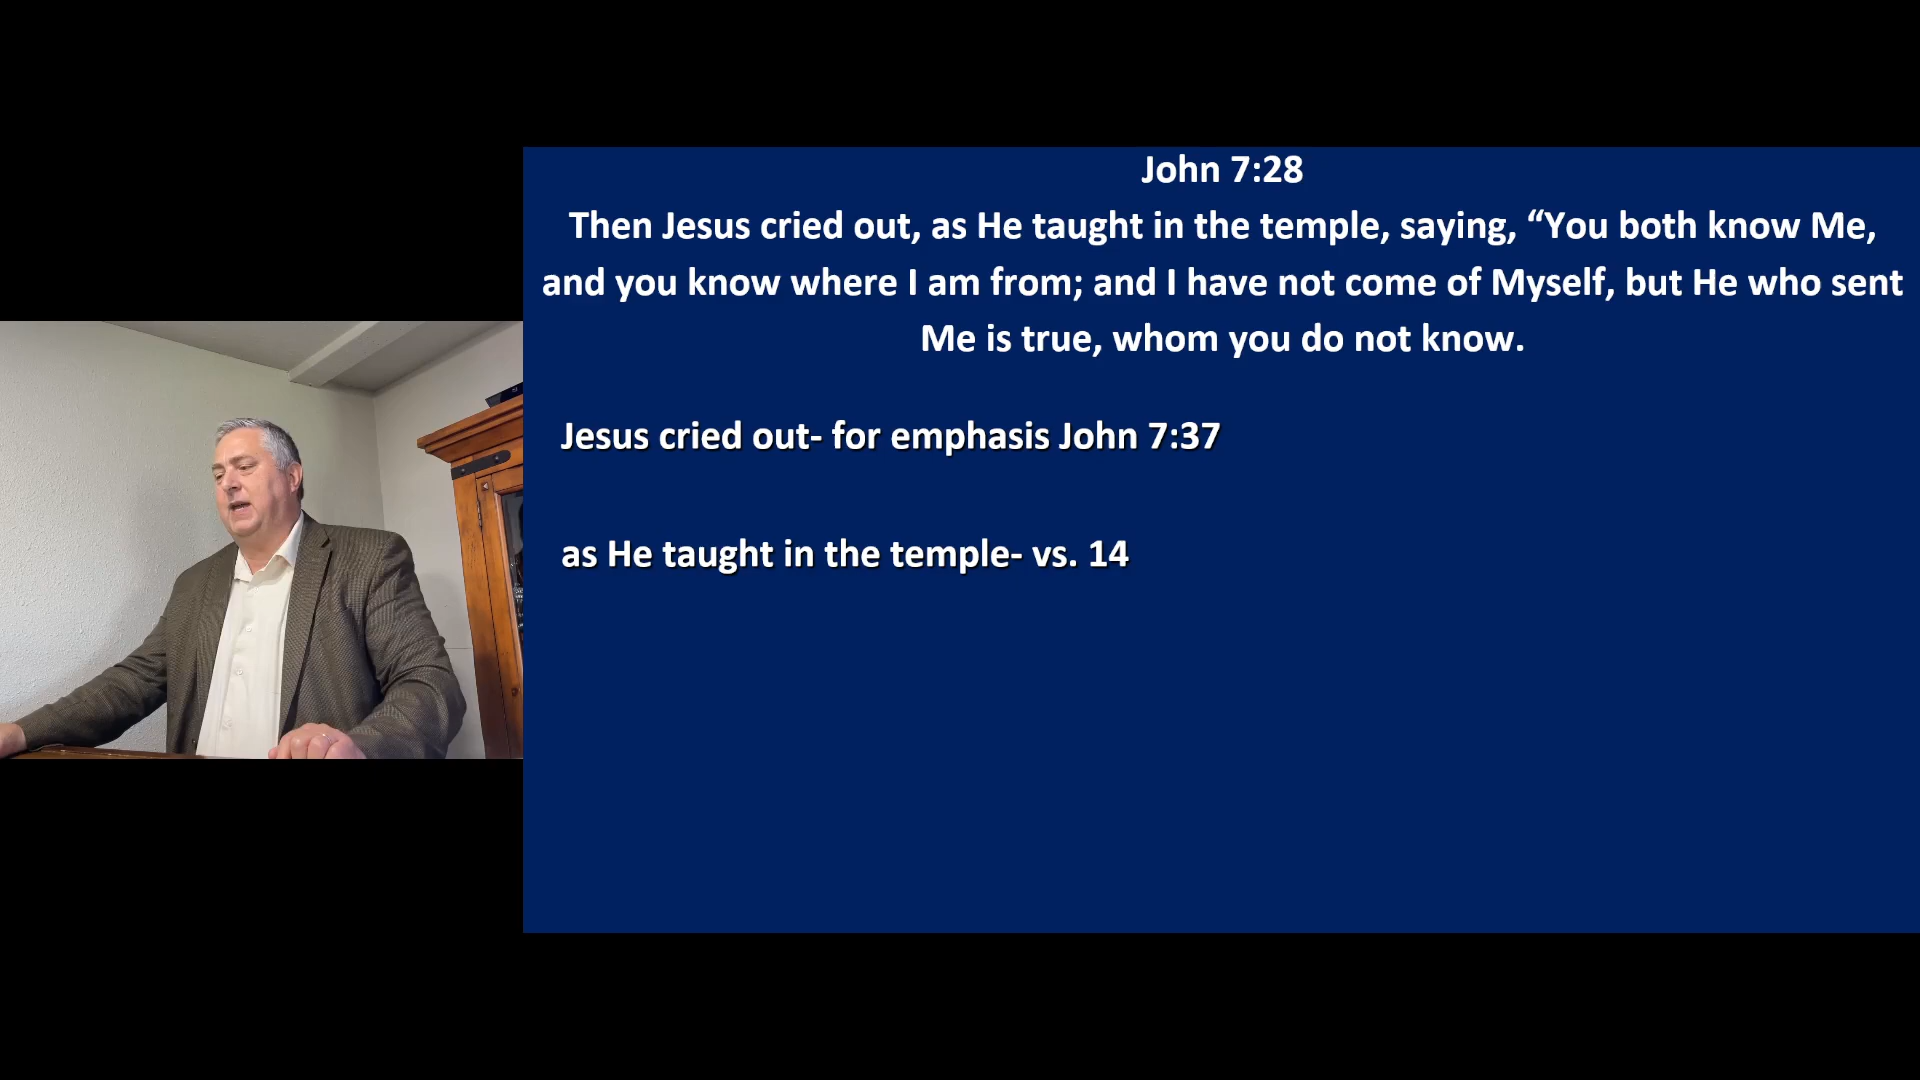 John 7:28
Then Jesus cried out, as He taught in the temple, saying, “You both know Me,
and you know where I am from; and I have not come of Myself, but He who sent
Me is true, whom you do not know.
Jesus cried out- for emphasis John 7:37
as He taught in the temple- vs. 14